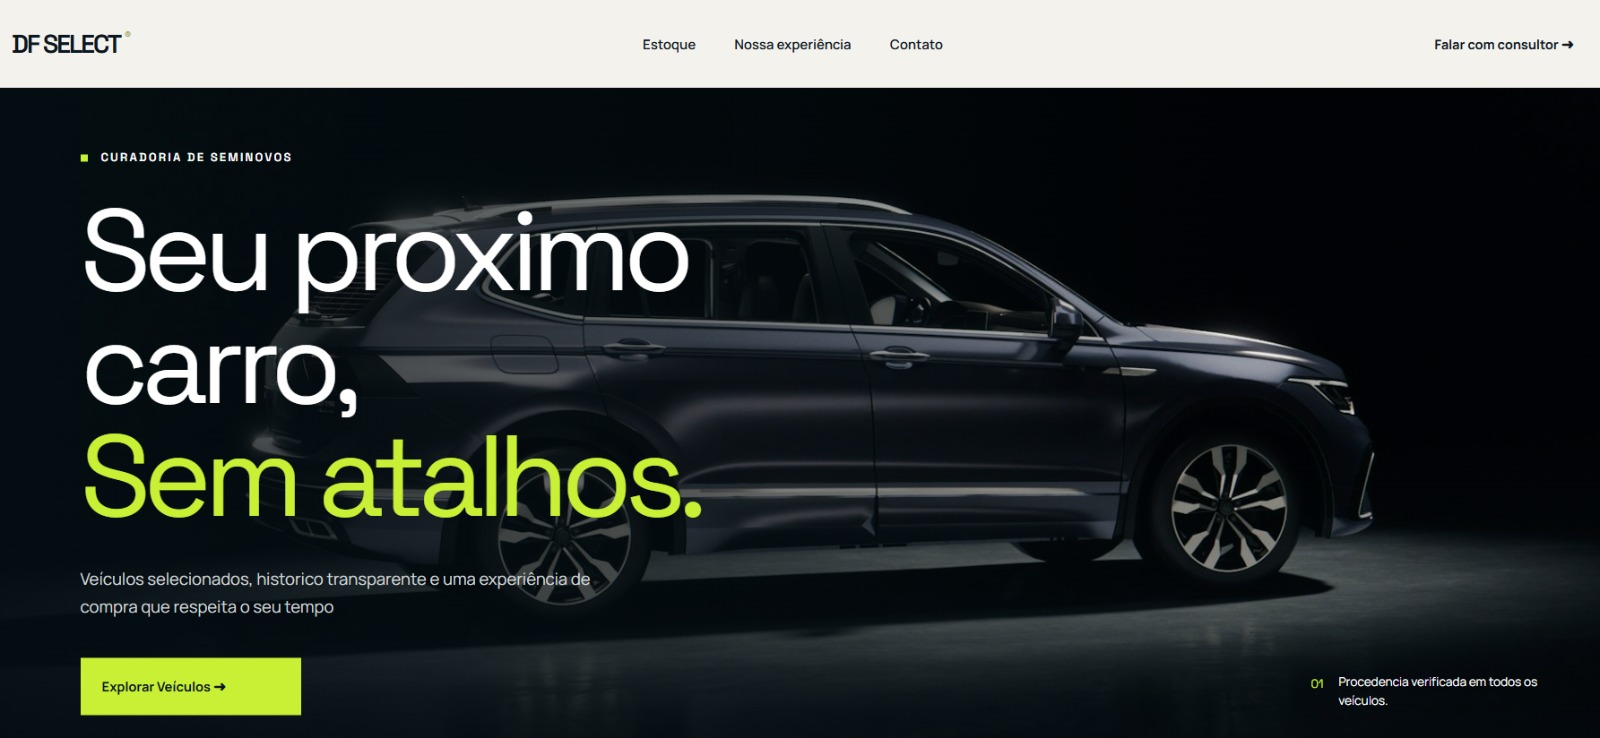 DF SELECT ®
Estoque
Nossa experiência
Contato
Falar com consultor →
CURADORIA DE SEMINOVOS
Seu proximo
carro,
Sem atalhos.
Veículos selecionados, historico transparente e uma experiência de
compra que respeita o seu tempo
Explorar Veículos →
01
Procedencia verificada em todos os
veículos.